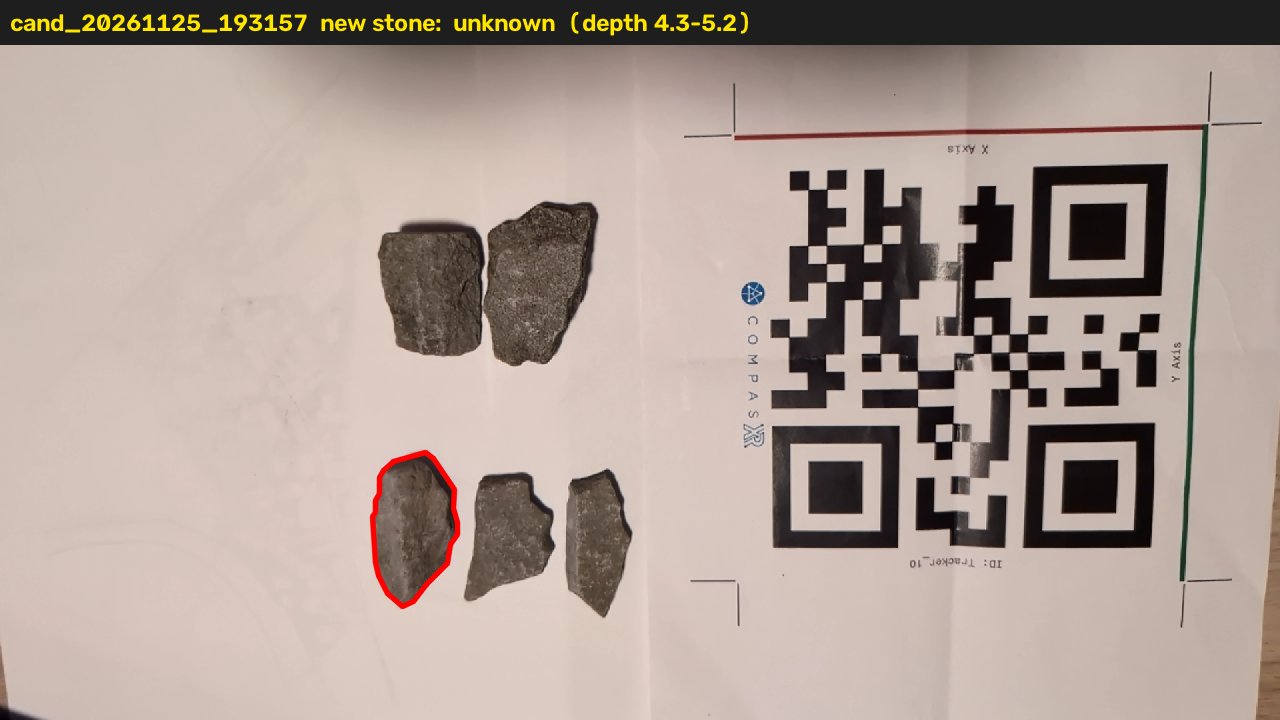 cand_20261125_193157 new stone: unknown (depth 4.3-5.2)
X Axis
COMPAS XR
Y Axis
ID: Tracker_10